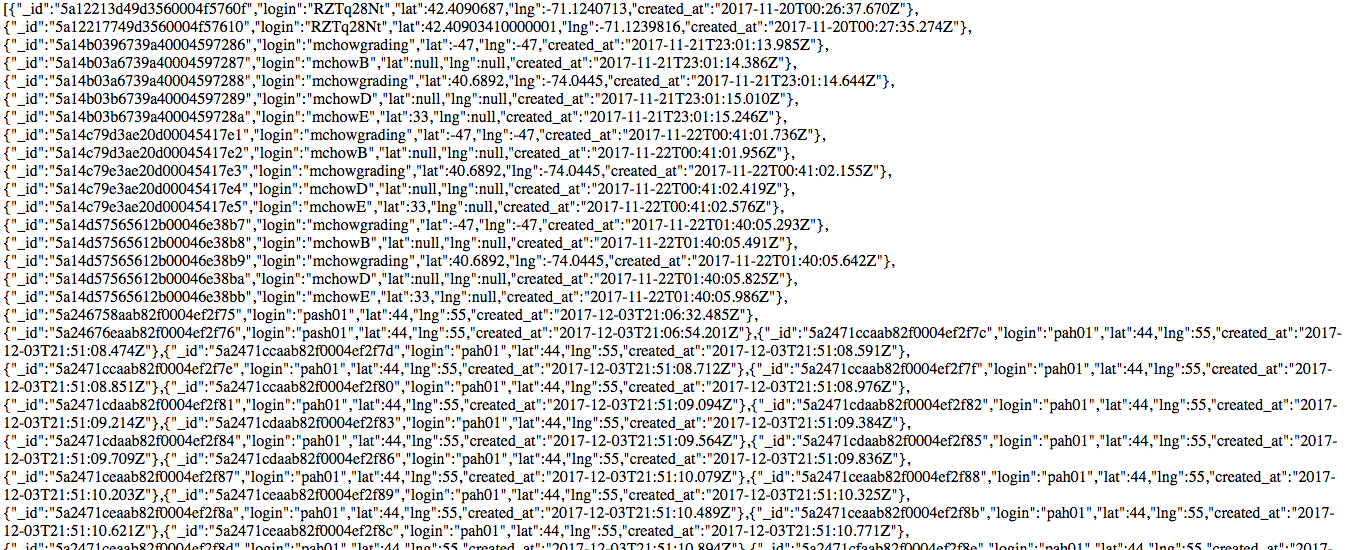 [{"_id":"5a12213d49d3560004f5760f","login":"RZTq28Nt","lat":42.4090687,"lng":-71.1240713,"created_at":"2017-11-20T00:26:37.670Z"},
{"_id":"5a12217749d3560004f57610","login":"RZTq28Nt","lat":42.40903410000001,"lng":-71.1239816,"created_at":"2017-11-20T00:27:35.274Z"},
{"_id":"5a14b0396739a40004597286","login":"mchowgrading","lat":-47,"lng":-47,"created_at":"2017-11-21T23:01:13.985Z"},
{"_id":"5a14b03a6739a40004597287","login":"mchowB","lat":null,"lng":null,"created_at":"2017-11-21T23:01:14.386Z"},
{"_id":"5a14b03a6739a40004597288","login":"mchowgrading","lat":40.6892,"lng":-74.0445,"created_at":"2017-11-21T23:01:14.644Z"},
{"_id":"5a14b03b6739a40004597289","login":"mchowD","lat":null,"lng":null,"created_at":"2017-11-21T23:01:15.010Z"},
{"_id":"5a14b03b6739a4000459728a","login":"mchowE","lat":33,"lng":null,"created_at":"2017-11-21T23:01:15.246Z"},
{"_id":"5a14c79d3ae20d00045417e1","login":"mchowgrading","lat":-47,"lng":-47,"created_at":"2017-11-22T00:41:01.736Z"},
{"_id":"5a14c79d3ae20d00045417e2","login":"mchowB","lat":null,"lng":null,"created_at":"2017-11-22T00:41:01.956Z"},
{"_id":"5a14c79e3ae20d00045417e3","login":"mchowgrading","lat":40.6892,"lng":-74.0445,"created_at":"2017-11-22T00:41:02.155Z"},
{"_id":"5a14c79e3ae20d00045417e4","login":"mchowD","lat":null,"lng":null,"created_at":"2017-11-22T00:41:02.419Z"},
{"_id":"5a14c79e3ae20d00045417e5","login":"mchowE","lat":33,"lng":null,"created_at":"2017-11-22T00:41:02.576Z"},
{"_id":"5a14d57565612b00046e38b7","login":"mchowgrading","lat":-47,"lng":-47,"created_at":"2017-11-22T01:40:05.293Z"},
{"_id":"5a14d57565612b00046e38b8","login":"mchowB","lat":null,"lng":null,"created_at":"2017-11-22T01:40:05.491Z"},
{"_id":"5a14d57565612b00046e38b9","login":"mchowgrading","lat":40.6892,"lng":-74.0445,"created_at":"2017-11-22T01:40:05.642Z"},
{"_id":"5a14d57565612b00046e38ba","login":"mchowD","lat":null,"lng":null,"created_at":"2017-11-22T01:40:05.825Z"},
{"_id":"5a14d57565612b00046e38bb","login":"mchowE","lat":33,"lng":null,"created_at":"2017-11-22T01:40:05.986Z"},
{"_id":"5a246758aab82f0004ef2f75","login":"pash01","lat":44,"lng":55,"created_at":"2017-12-03T21:06:32.485Z"},
{"_id":"5a24676eaab82f0004ef2f76","login":"pash01","lat":44,"lng":55,"created_at":"2017-12-03T21:06:54.201Z"},{"_id":"5a2471ccaab82f0004ef2f7c","login":"pah01","lat":44,"lng":55,"created_at":"2017-
12-03T21:51:08.474Z"},{"_id":"5a2471ccaab82f0004ef2f7d","login":"pah01","lat":44,"lng":55,"created_at":"2017-12-03T21:51:08.591Z"},
{"_id":"5a2471ccaab82f0004ef2f7e","login":"pah01","lat":44,"lng":55,"created_at":"2017-12-03T21:51:08.712Z"},{"_id":"5a2471ccaab82f0004ef2f7f","login":"pah01","lat":44,"lng":55,"created_at":"2017-
12-03T21:51:08.851Z"},{"_id":"5a2471ccaab82f0004ef2f80","login":"pah01","lat":44,"lng":55,"created_at":"2017-12-03T21:51:08.976Z"},
{"_id":"5a2471cdaab82f0004ef2f81","login":"pah01","lat":44,"lng":55,"created_at":"2017-12-03T21:51:09.094Z"},{"_id":"5a2471cdaab82f0004ef2f82","login":"pah01","lat":44,"lng":55,"created_at":"2017-
12-03T21:51:09.214Z"},{"_id":"5a2471cdaab82f0004ef2f83","login":"pah01","lat":44,"lng":55,"created_at":"2017-12-03T21:51:09.384Z"},
{"_id":"5a2471cdaab82f0004ef2f84","login":"pah01","lat":44,"lng":55,"created_at":"2017-12-03T21:51:09.564Z"},{"_id":"5a2471cdaab82f0004ef2f85","login":"pah01","lat":44,"lng":55,"created_at":"2017-
12-03T21:51:09.709Z"},{"_id":"5a2471cdaab82f0004ef2f86","login":"pah01","lat":44,"lng":55,"created_at":"2017-12-03T21:51:09.836Z"},
{"_id":"5a2471ceaab82f0004ef2f87","login":"pah01","lat":44,"lng":55,"created_at":"2017-12-03T21:51:10.079Z"},{"_id":"5a2471ceaab82f0004ef2f88","login":"pah01","lat":44,"lng":55,"created_at":"2017-
12-03T21:51:10.203Z"},{"_id":"5a2471ceaab82f0004ef2f89","login":"pah01","lat":44,"lng":55,"created_at":"2017-12-03T21:51:10.325Z"},
{"_id":"5a2471ceaab82f0004ef2f8a","login":"pah01","lat":44,"lng":55,"created_at":"2017-12-03T21:51:10.489Z"},{"_id":"5a2471ceaab82f0004ef2f8b","login":"pah01","lat":44,"lng":55,"created_at":"2017-
12-03T21:51:10.621Z"},{"_id":"5a2471ceaab82f0004ef2f8c","login":"pah01","lat":44,"lng":55,"created_at":"2017-12-03T21:51:10.771Z"},
{"_id":"5a2471ceaab82f0004ef2f8d","login":"pah01","lat":44,"lng":55,"created_at":"2017-12-03T21:51:10.894Z"},{"_id":"5a2471cfaab82f0004ef2f8e","login":"pah01","lat":44,"lng":55,"created_at":"2017-